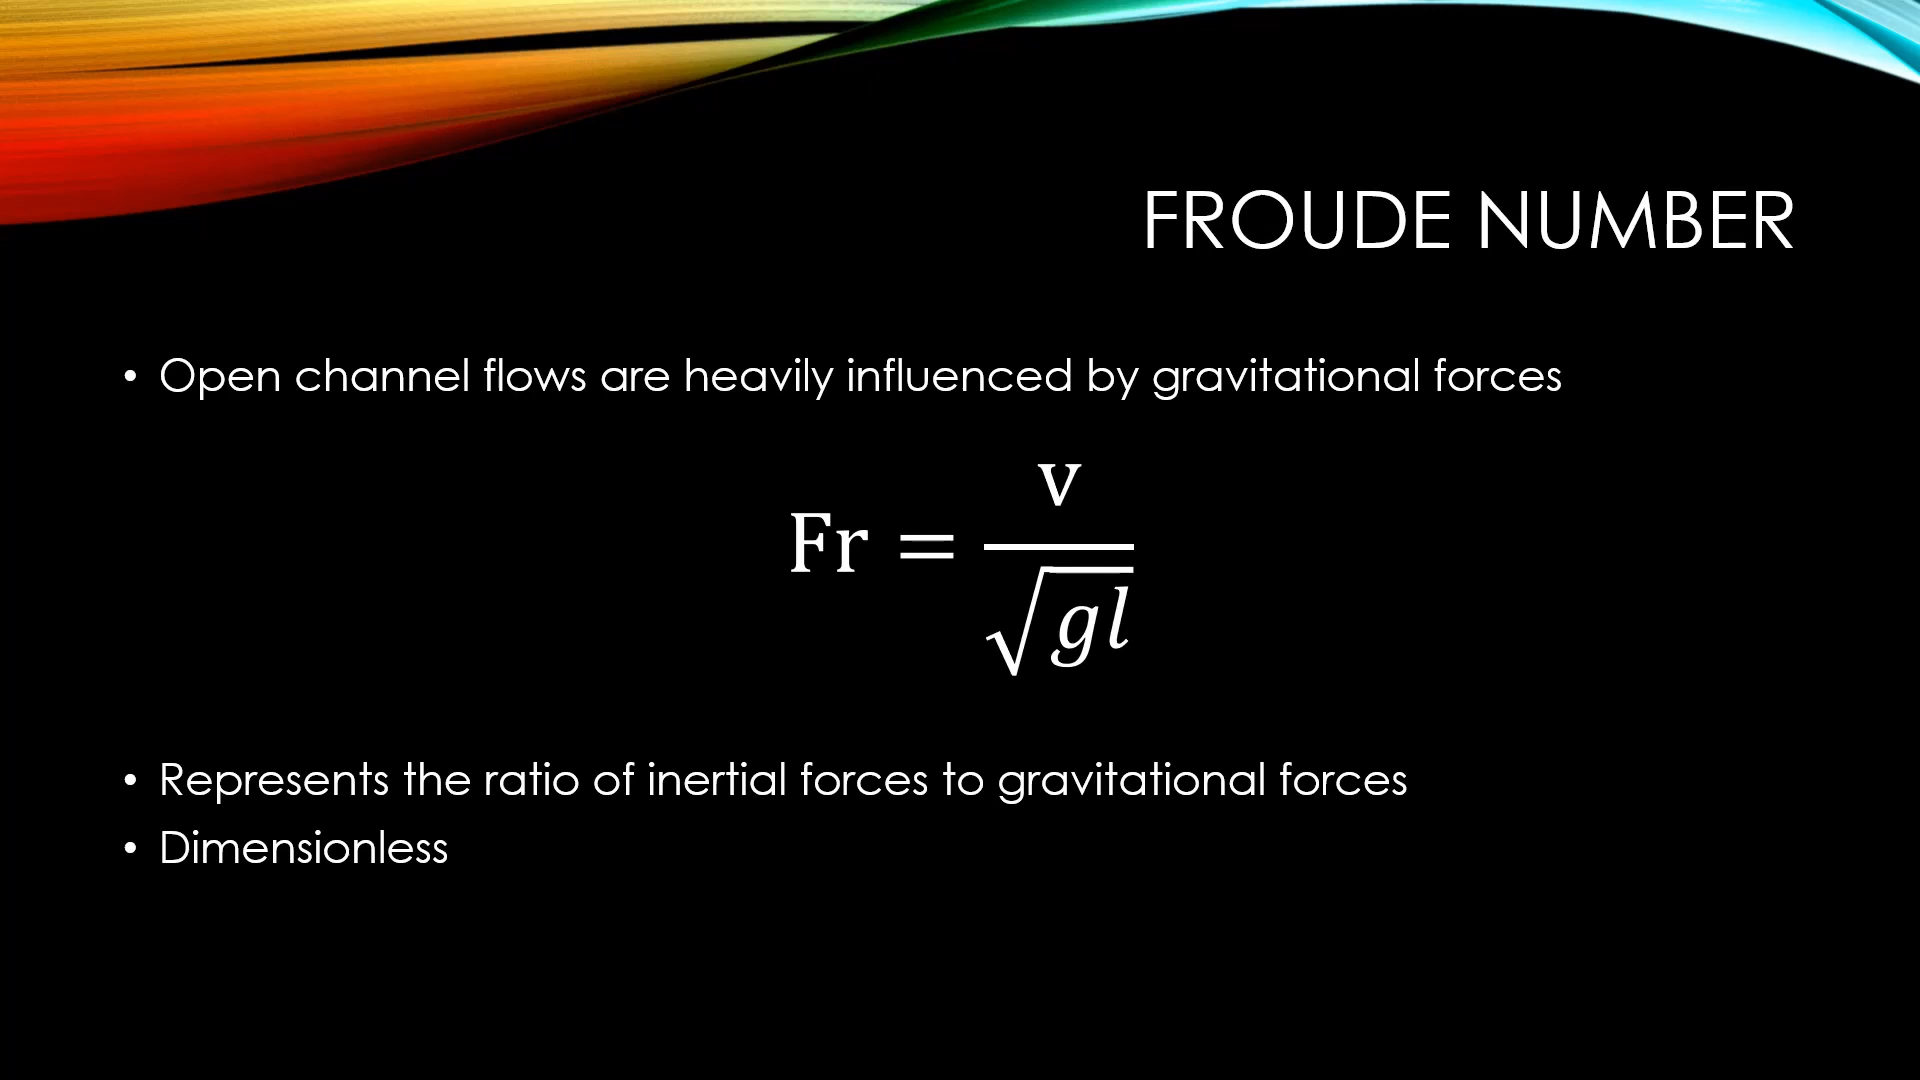 FROUDE NUMBER
• Open channel flows are heavily influenced by gravitational forces
Fr = v / √gl
• Represents the ratio of inertial forces to gravitational forces
• Dimensionless